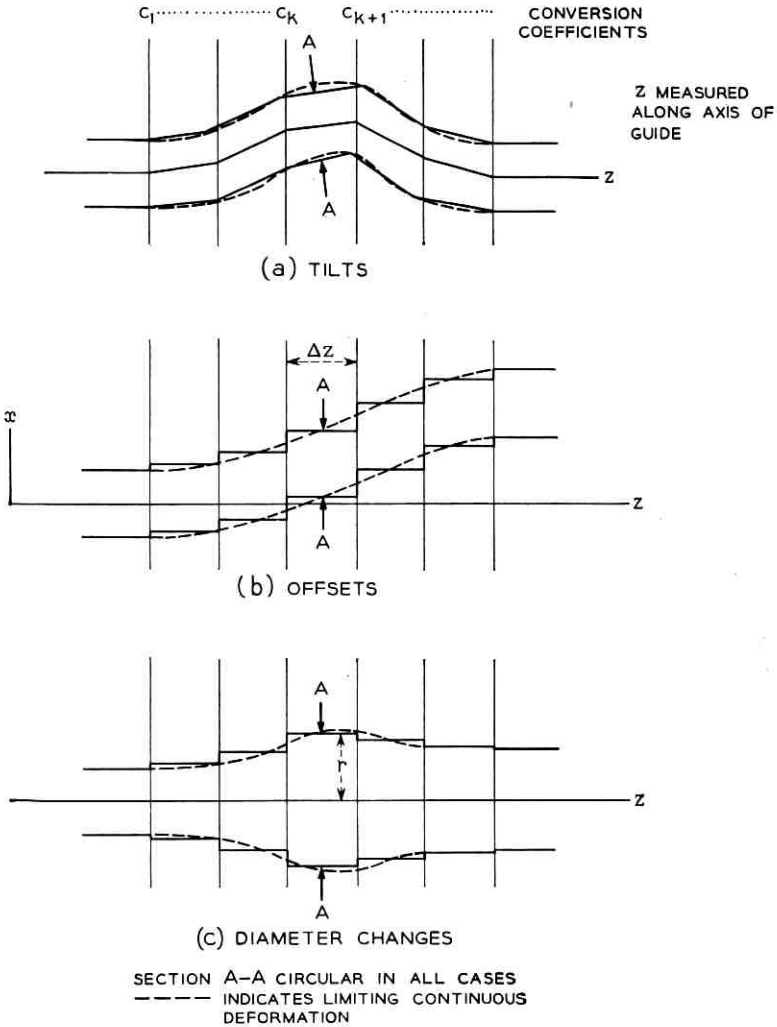 C1 ............ Ck Ck+1 ............ CONVERSION
COEFFICIENTS
A
Z MEASURED
ALONG AXIS OF
GUIDE
Z
A
(a) TILTS
ΔZ
A
x
Z
A
(b) OFFSETS
A
r
Z
A
(c) DIAMETER CHANGES
SECTION A–A CIRCULAR IN ALL CASES
––––– INDICATES LIMITING CONTINUOUS
DEFORMATION